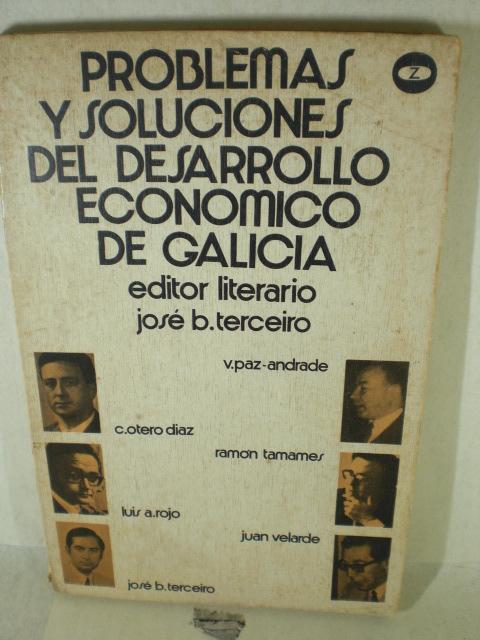 PROBLEMAS
Z
Y SOLUCIONES
DEL DESARROLLO
ECONOMICO
DE GALICIA
editor literario
josé b.terceiro
v.paz-andrade
c.otero diaz
ramón tamames
luis a.rojo
juan velarde
josé b.terceiro